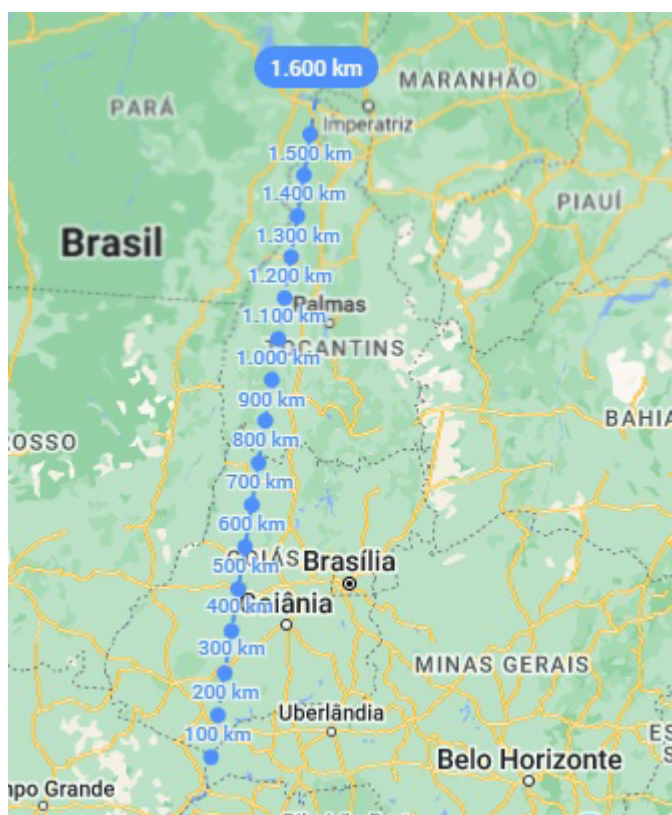 1.600 km
MARANHÃO
PARÁ
Imperatriz
1.500 km
1.400 km
PIAUÍ
1.300 km
Brasil
1.200 km
Palmas
1.100 km
TOCANTINS
1.000 km
900 km
BAHIA
OSSO
800 km
700 km
600 km
GOIÁS
Brasília
500 km
400 km
Goiânia
300 km
MINAS GERAIS
200 km
Uberlândia
100 km
ES
S
Belo Horizonte
npo Grande